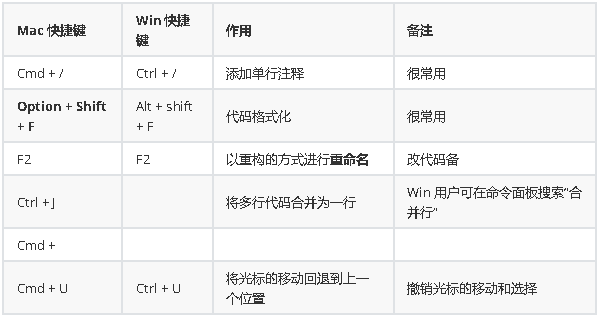 Mac 快捷键 Win 快捷键 作用 备注
Cmd + / Ctrl + / 添加单行注释 很常用
Option + Shift + F Alt + shift + F 代码格式化 很常用
F2 F2 以重构的方式进行重命名 改代码备
Ctrl + J 将多行代码合并为一行 Win 用户可在命令面板搜索“合并行”
Cmd +
Cmd + U Ctrl + U 将光标的移动回退到上一个位置 撤销光标的移动和选择